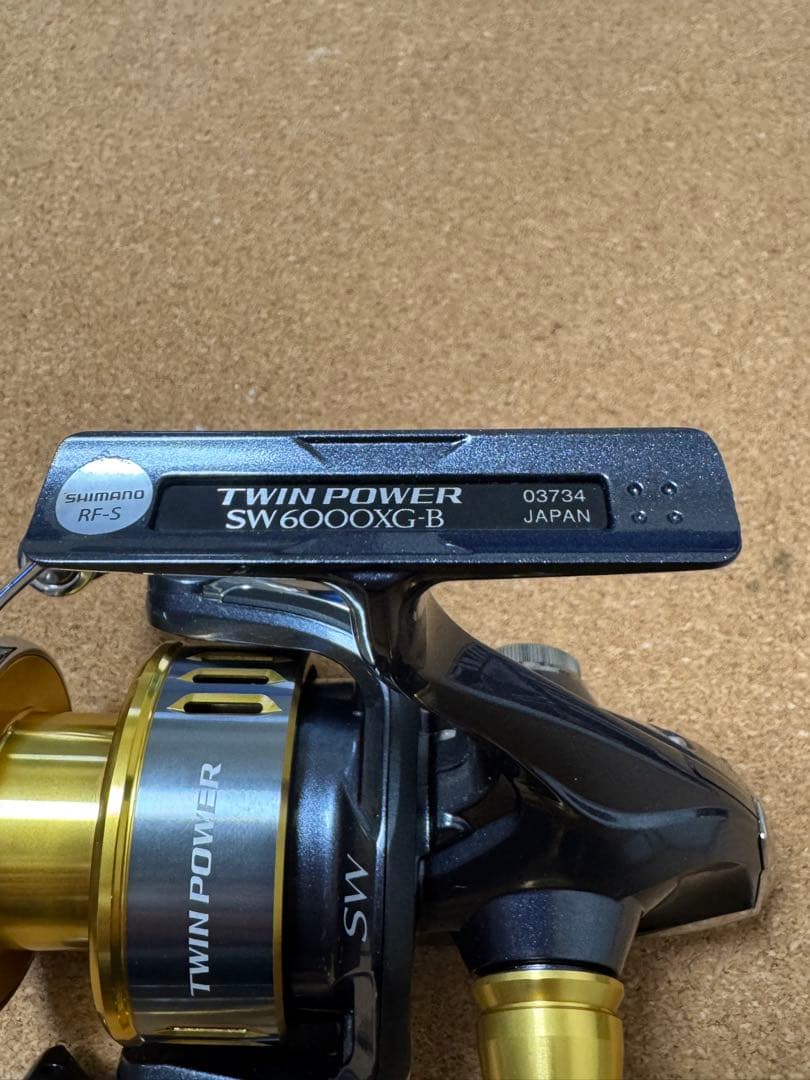 SHIMANO
RF-S
TWIN POWER
SW6000XG-B
03734
JAPAN
TWIN POWER
SW